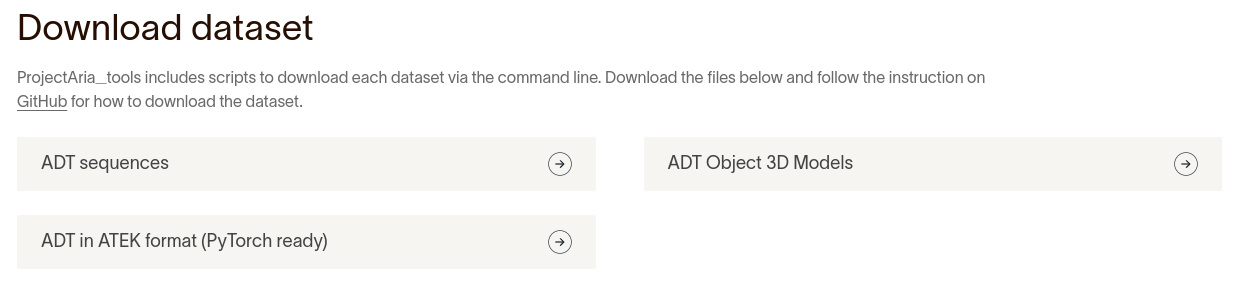 Download dataset
ProjectAria_tools includes scripts to download each dataset via the command line. Download the files below and follow the instruction on
GitHub for how to download the dataset.
ADT sequences
ADT Object 3D Models
ADT in ATEK format (PyTorch ready)